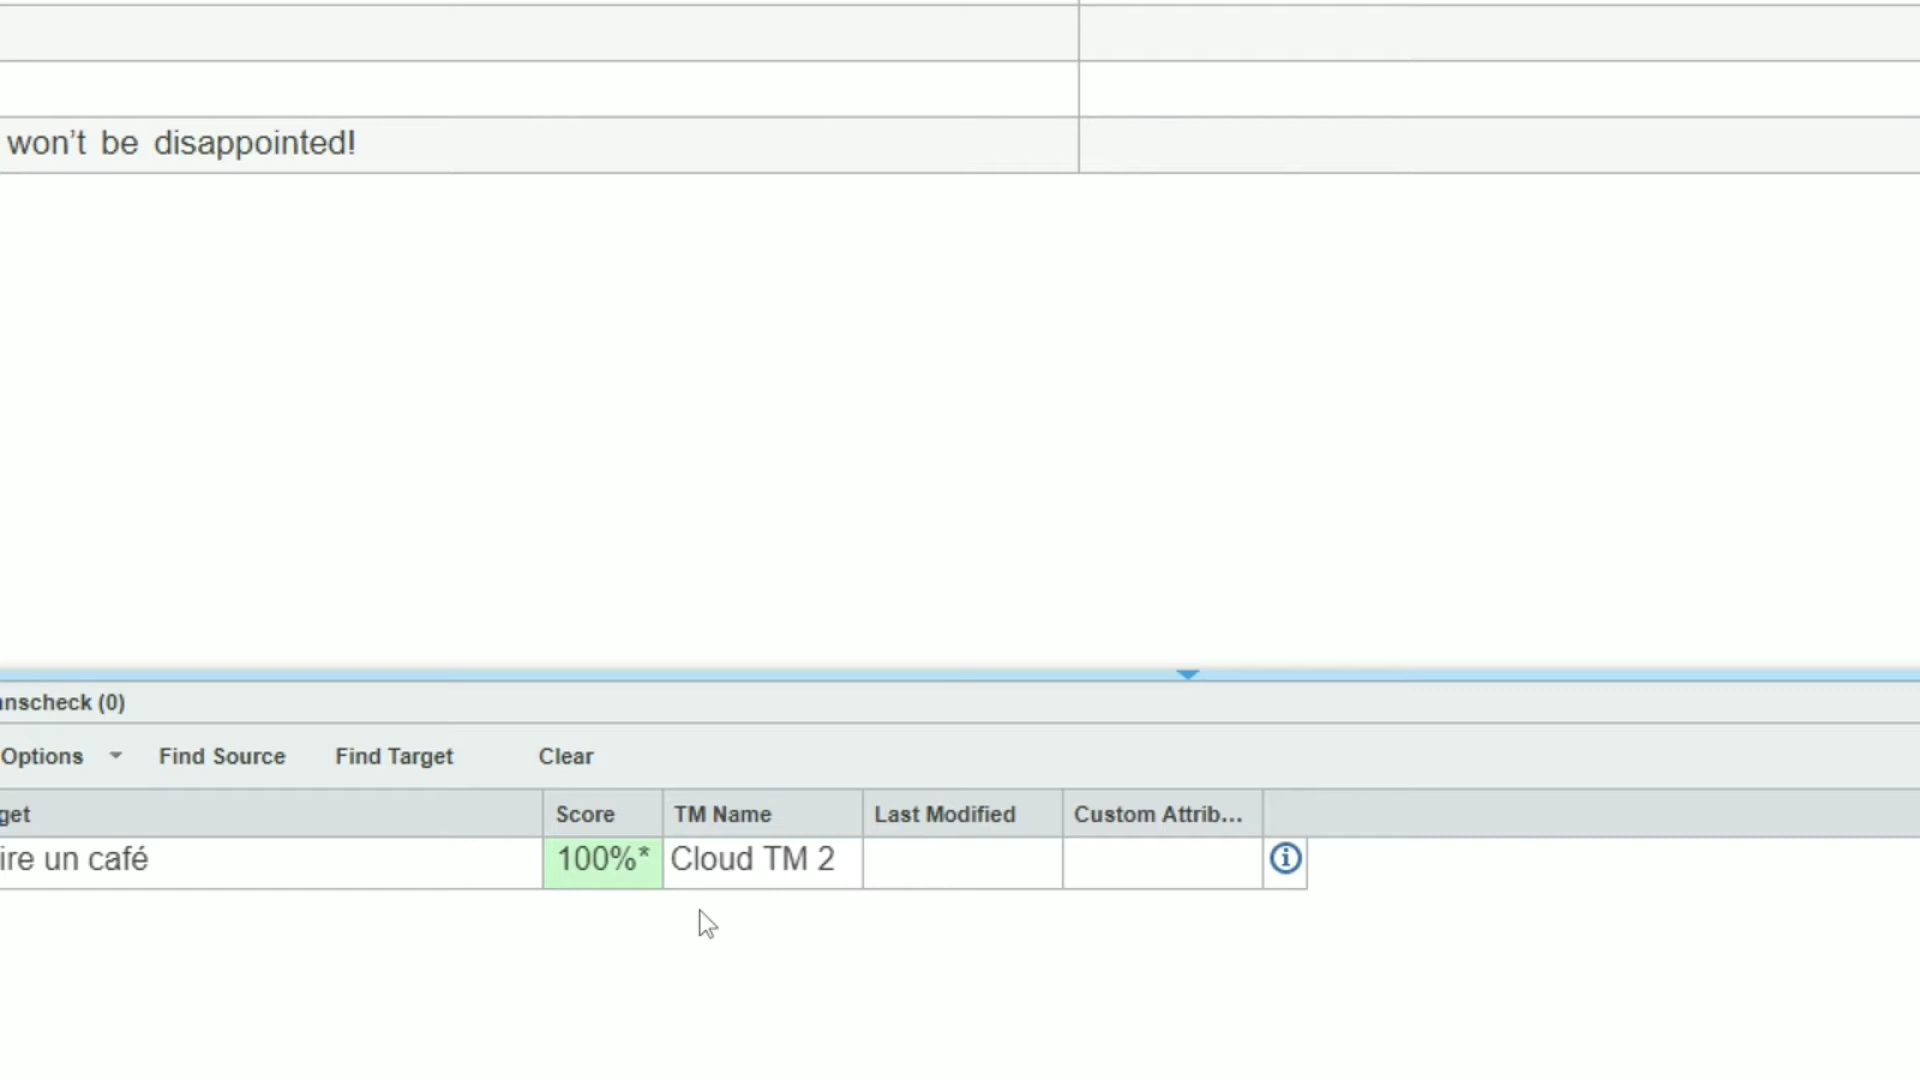 won’t be disappointed!
nscheck (0)
Options Find Source Find Target Clear
get Score TM Name Last Modified Custom Attrib...
ire un café 100%* Cloud TM 2